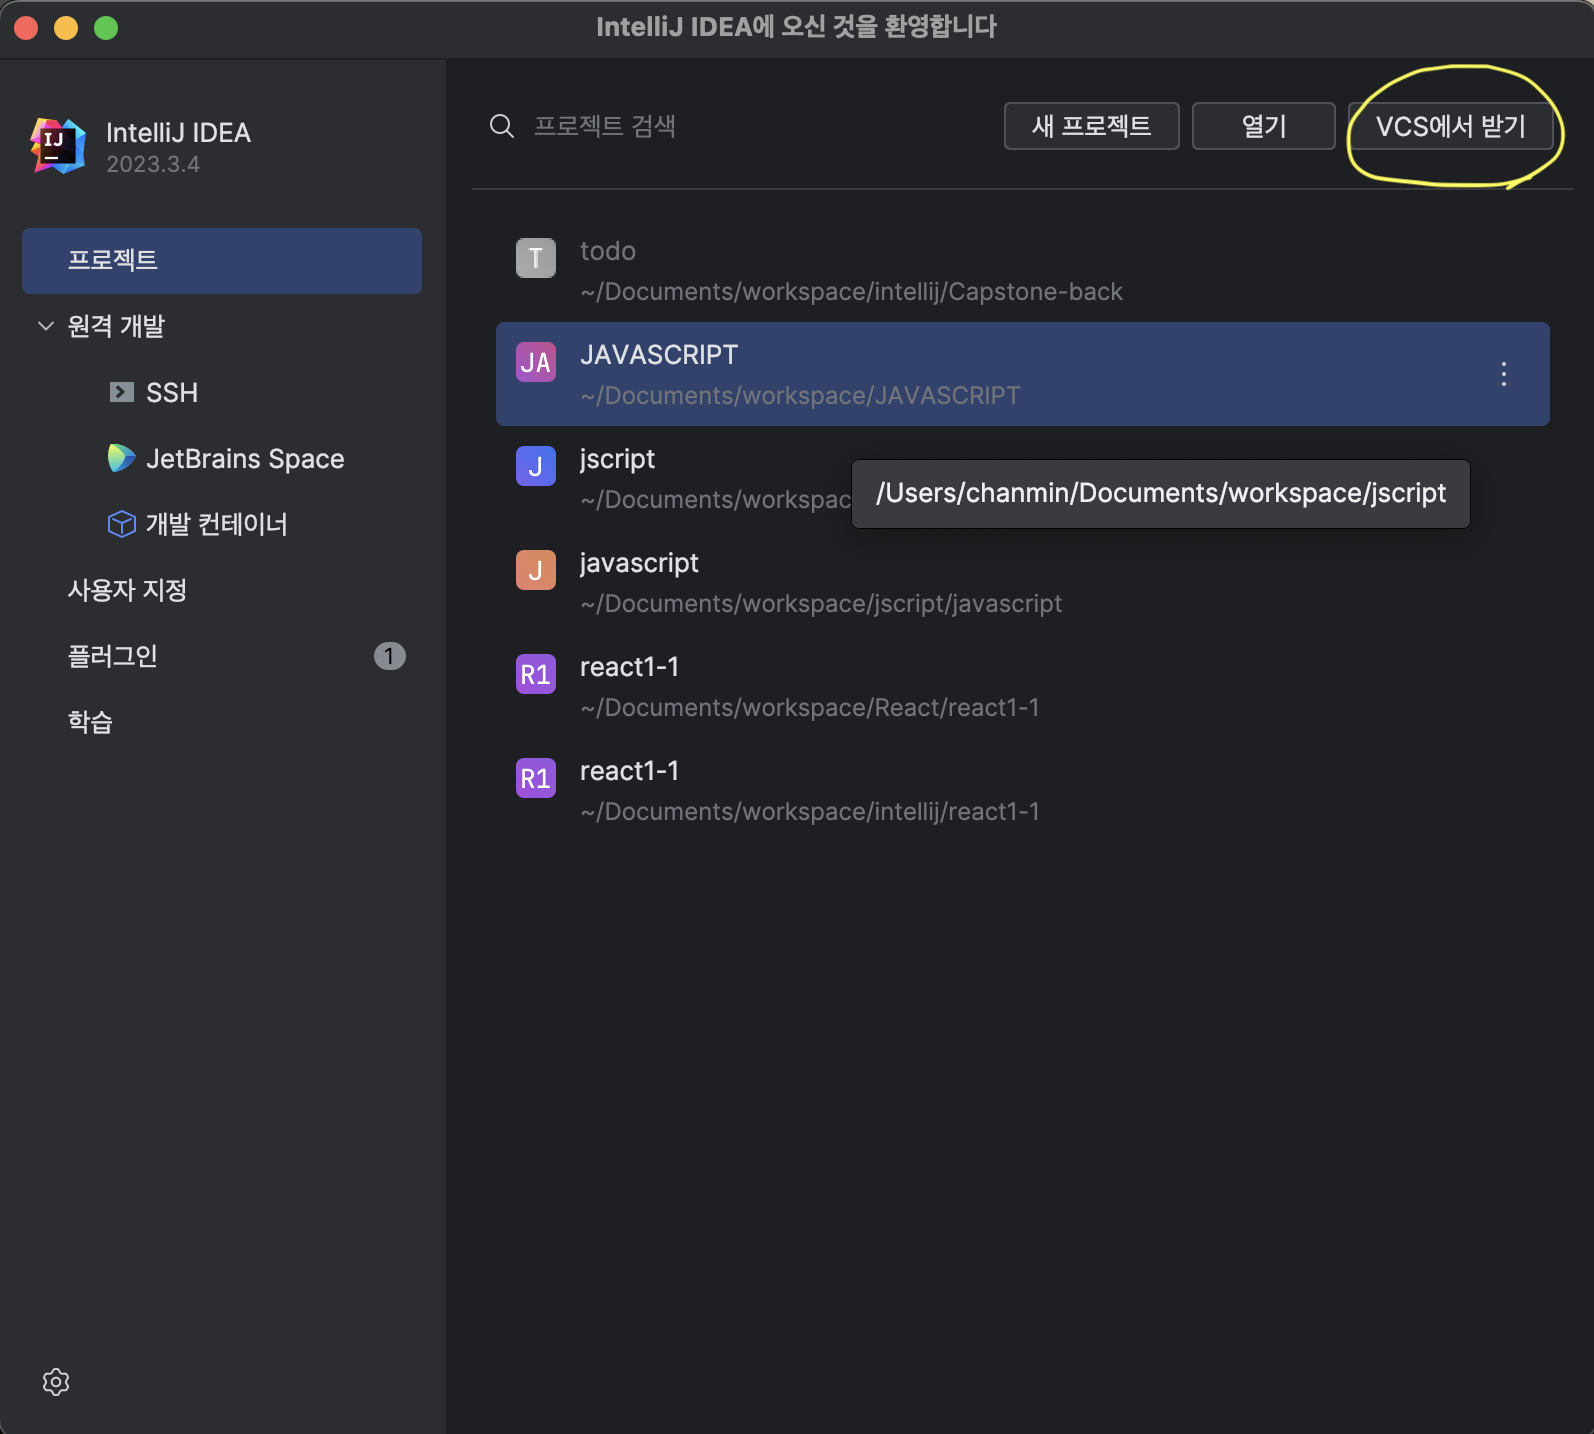 IntelliJ IDEA에 오신 것을 환영합니다
IJ
IntelliJ IDEA
2023.3.4
프로젝트
원격 개발
SSH
JetBrains Space
개발 컨테이너
사용자 지정
플러그인 1
학습
프로젝트 검색 새 프로젝트 열기 VCS에서 받기
T todo
~/Documents/workspace/intellij/Capstone-back
JA JAVASCRIPT
~/Documents/workspace/JAVASCRIPT
J jscript
~/Documents/workspac
/Users/chanmin/Documents/workspace/jscript
J javascript
~/Documents/workspace/jscript/javascript
R1 react1-1
~/Documents/workspace/React/react1-1
R1 react1-1
~/Documents/workspace/intellij/react1-1